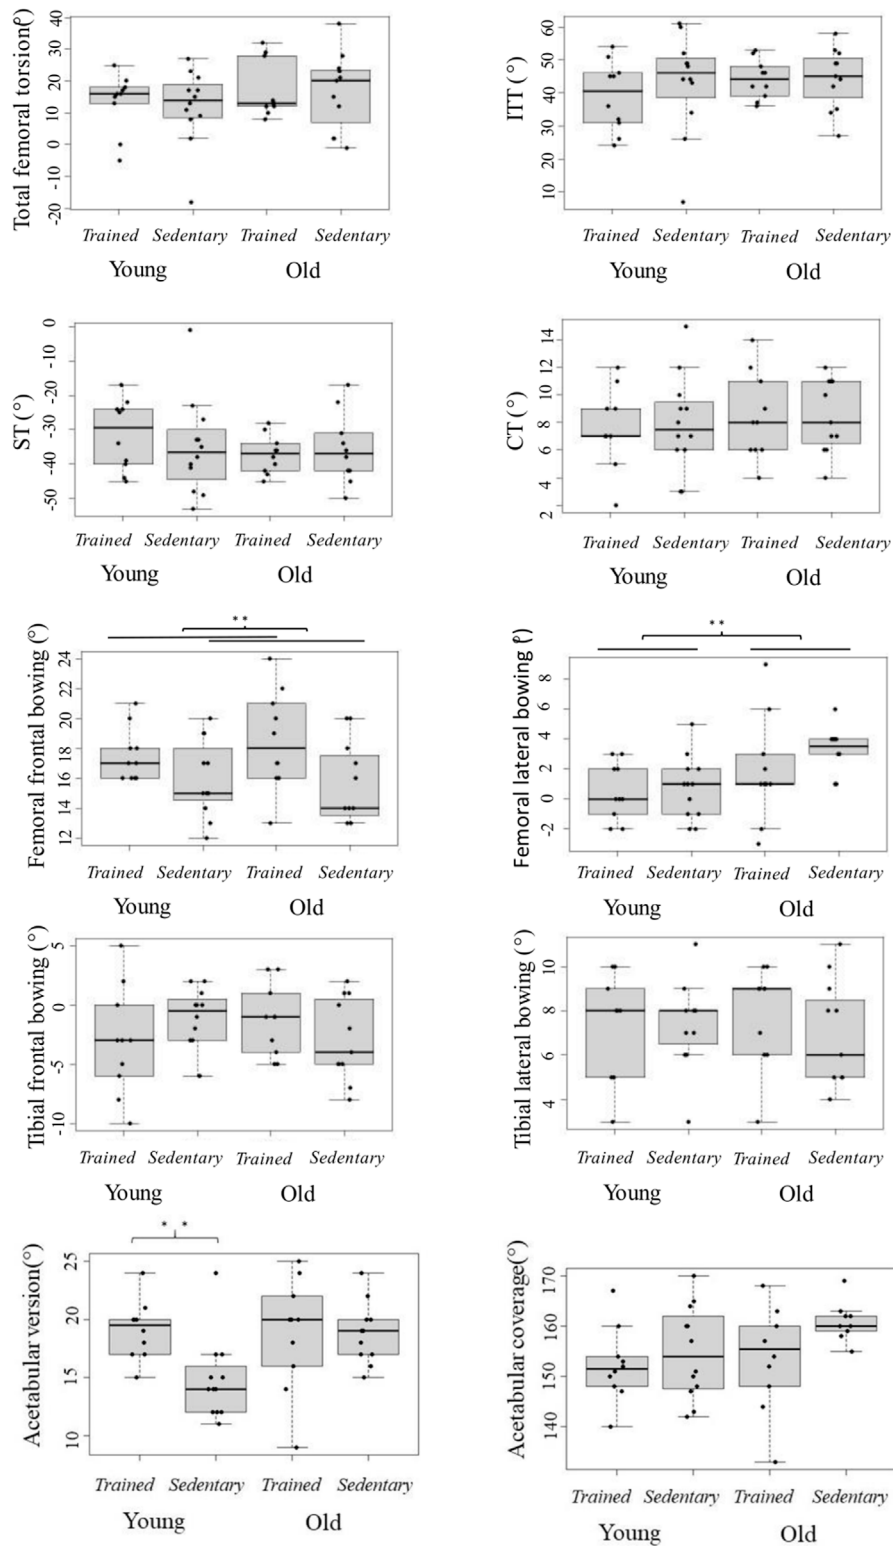 Total femoral torsion(°)
40
30
20
10
0
-10
-20
Trained Sedentary Trained Sedentary
Young Old
ITT (°)
60
50
40
30
20
10
Trained Sedentary Trained Sedentary
Young Old
ST (°)
0
-10
-20
-30
-40
-50
Trained Sedentary Trained Sedentary
Young Old
CT (°)
14
12
10
8
6
4
2
Trained Sedentary Trained Sedentary
Young Old
* *
Femoral frontal bowing (°)
24
22
20
18
16
14
12
Trained Sedentary Trained Sedentary
Young Old
* *
Femoral lateral bowing (°)
8
6
4
2
0
-2
Trained Sedentary Trained Sedentary
Young Old
Tibial frontal bowing (°)
5
0
-5
-10
Trained Sedentary Trained Sedentary
Young Old
Tibial lateral bowing (°)
10
8
6
4
Trained Sedentary Trained Sedentary
Young Old
* *
Acetabular version(°)
25
20
15
10
Trained Sedentary Trained Sedentary
Young Old
Acetabular coverage(°)
170
160
150
140
Trained Sedentary Trained Sedentary
Young Old